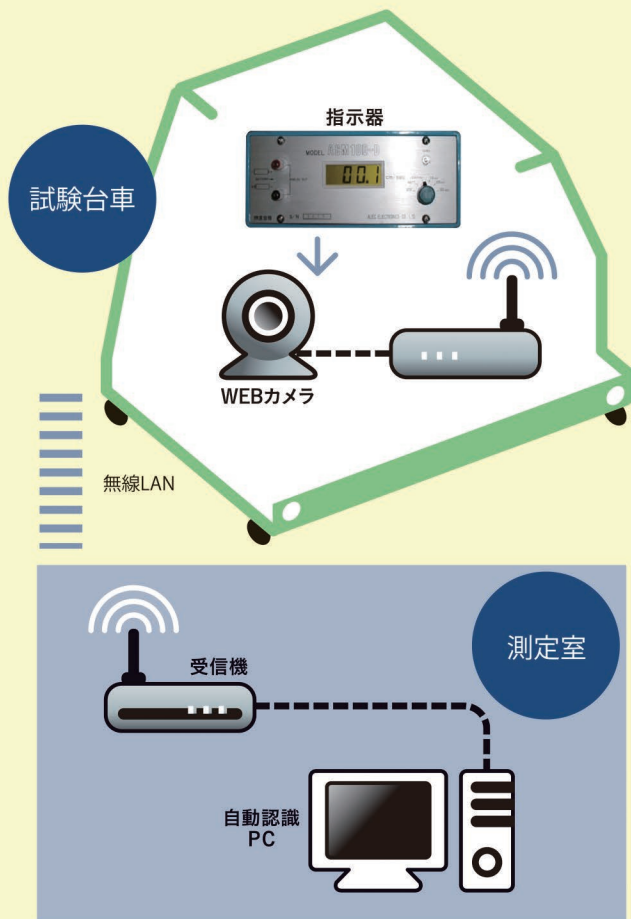 試験台車
指示器
MODEL ASM100-D
00.1
WEBカメラ
無線LAN
測定室
受信機
自動認識
PC